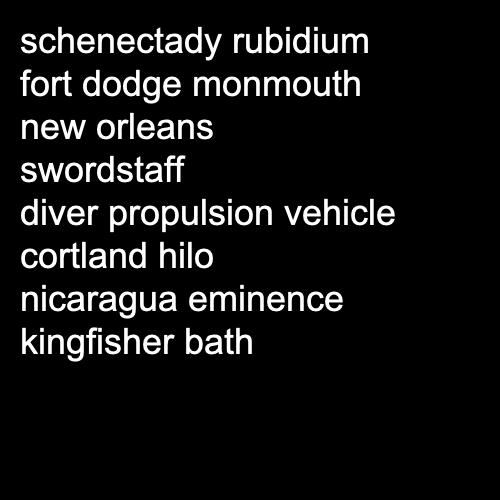 schenectady rubidium
fort dodge monmouth
new orleans
swordstaff
diver propulsion vehicle
cortland hilo
nicaragua eminence
kingfisher bath